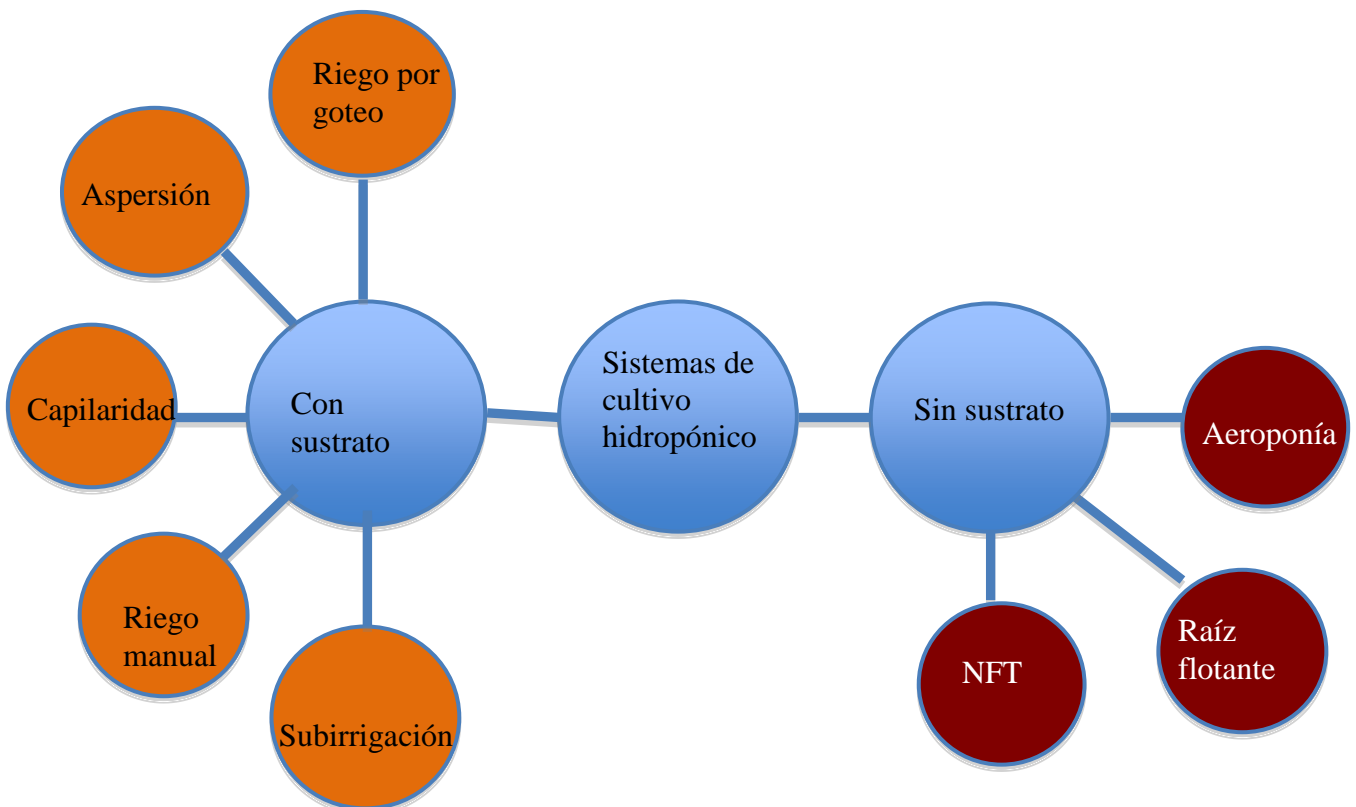 Riego por
goteo
Aspersión
Capilaridad
Con
sustrato
Riego
manual
Subirrigación
Sistemas de
cultivo
hidropónico
Sin sustrato
Aeroponía
Raíz
flotante
NFT